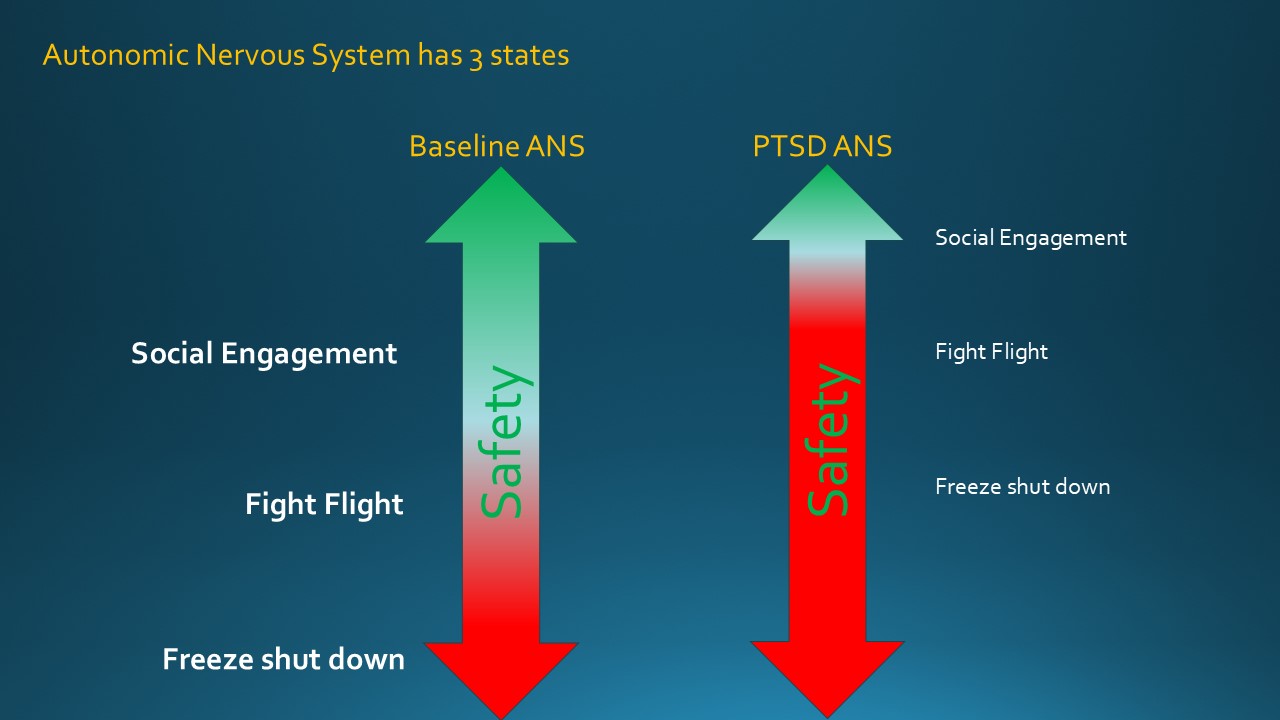 Autonomic Nervous System has 3 states
Baseline ANS
PTSD ANS
Social Engagement
Fight Flight
Freeze shut down
Safety
Safety
Social Engagement
Fight Flight
Freeze shut down